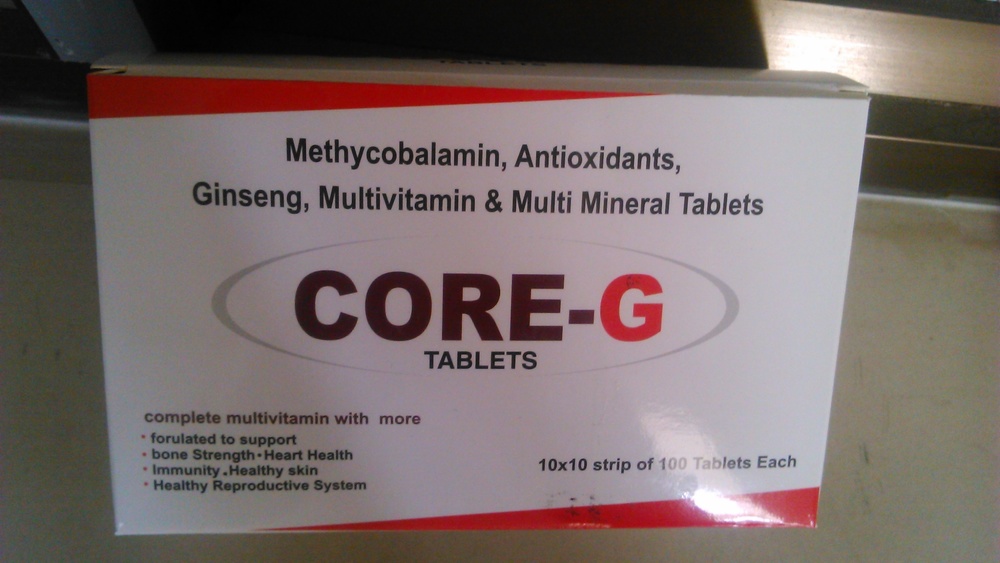 TABLETS
Methycobalamin, Antioxidants,
Ginseng, Multivitamin & Multi Mineral Tablets
CORE-G
TABLETS
complete multivitamin with more
• forulated to support
• bone Strength•Heart Health
• Immunity.Healthy skin
• Healthy Reproductive System
10x10 strip of 100 Tablets Each